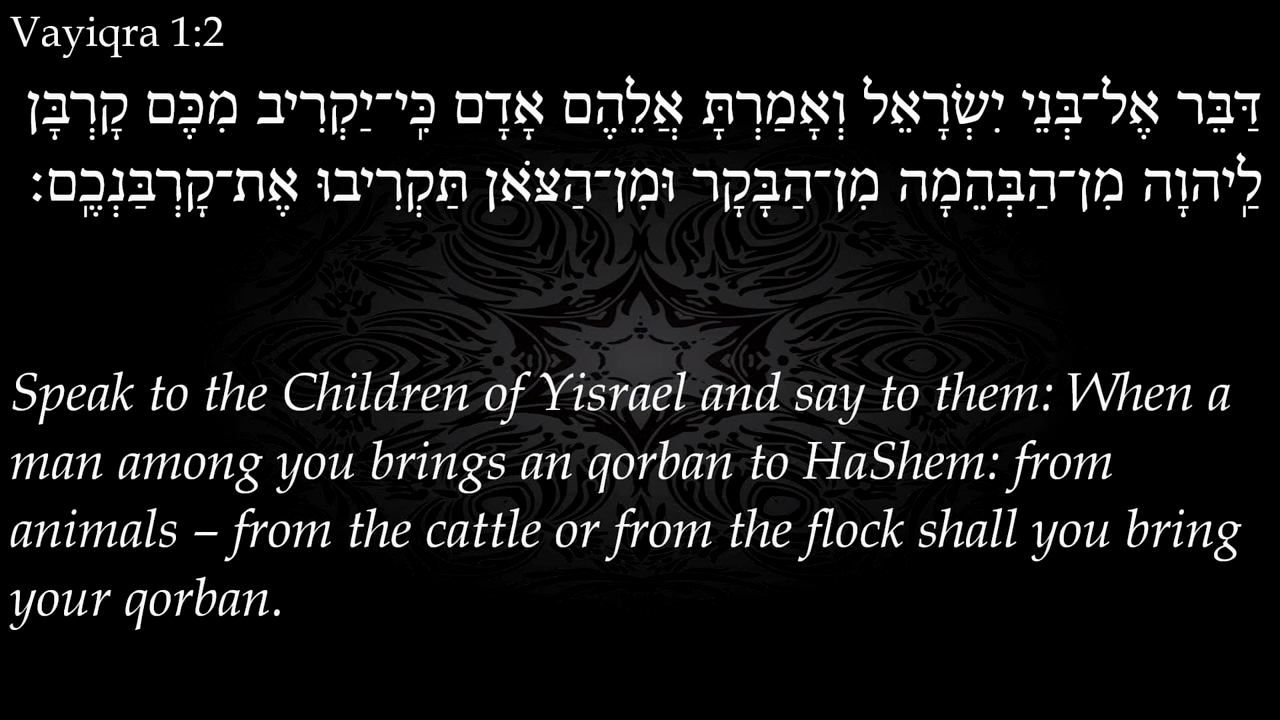 Vayiqra 1:2
דַּבֵּר אֶל־בְּנֵי יִשְׂרָאֵל וְאָמַרְתָּ אֲלֵהֶם אָדָם כִּי־יַקְרִיב מִכֶּם קָרְבָּן
לַיהוָה מִן־הַבְּהֵמָה מִן־הַבָּקָר וּמִן־הַצֹּאן תַּקְרִיבוּ אֶת־קָרְבַּנְכֶם׃
Speak to the Children of Yisrael and say to them: When a
man among you brings an qorban to HaShem: from
animals – from the cattle or from the flock shall you bring
your qorban.